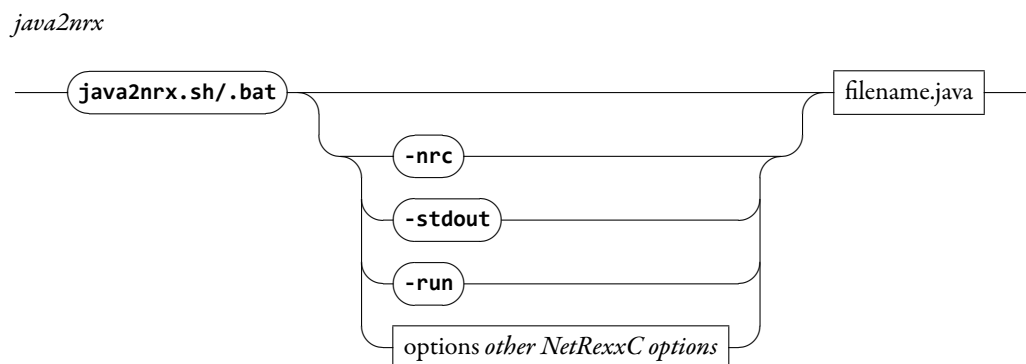 java2nrx
java2nrx.sh/.bat
filename.java
-nrc
-stdout
-run
options other NetRexxC options